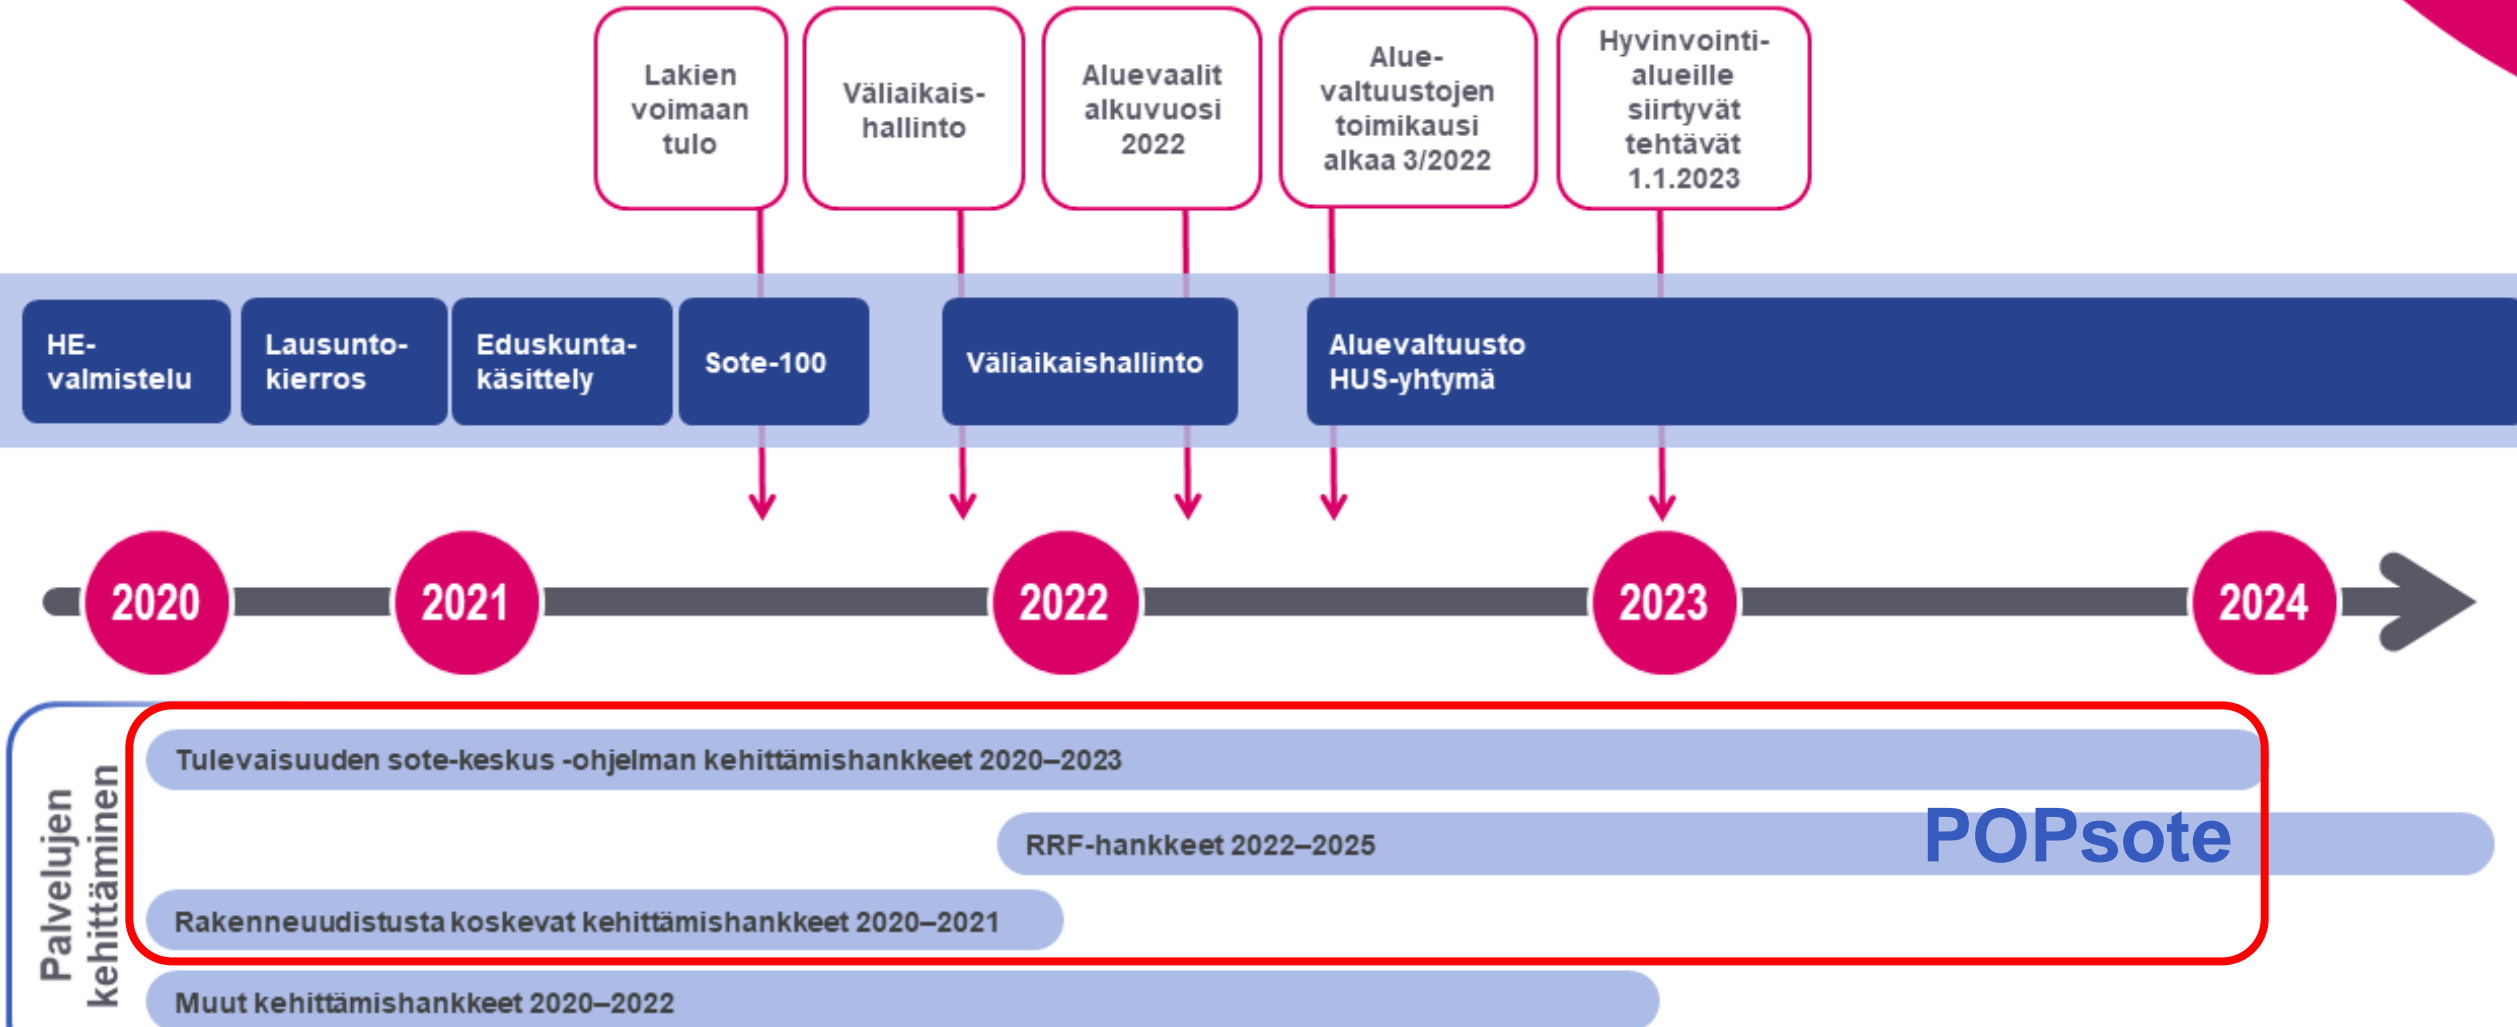 Lakien
voimaan
tulo
Väliaikais-
hallinto
Aluevaalit
alkuvuosi
2022
Alue-
valtuustojen
toimikausi
alkaa 3/2022
Hyvinvointi-
alueille
siirtyvät
tehtävät
1.1.2023
HE-
valmistelu
Lausunto-
kierros
Eduskunta-
käsittely
Sote-100
Väliaikaishallinto
Aluevaltuusto
HUS-yhtymä
2020
2021
2022
2023
2024
Palvelujen
kehittäminen
Tulevaisuuden sote-keskus -ohjelman kehittämishankkeet 2020–2023
RRF-hankkeet 2022–2025
POPsote
Rakenneuudistusta koskevat kehittämishankkeet 2020–2021
Muut kehittämishankkeet 2020–2022